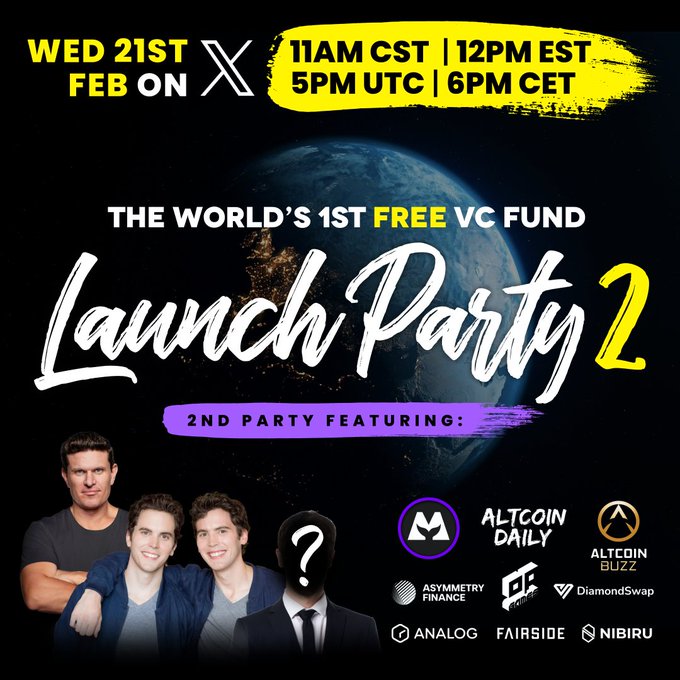 WED 21ST
FEB ON X
11AM CST | 12PM EST
5PM UTC | 6PM CET
THE WORLD'S 1ST FREE VC FUND
Launch Party 2
2ND PARTY FEATURING:
?
M
ALTCOIN
DAILY
ALTCOIN
BUZZ
ASYMMETRY
FINANCE
DiamondSwap
ANALOG
FAIRSIDE
NIBIRU